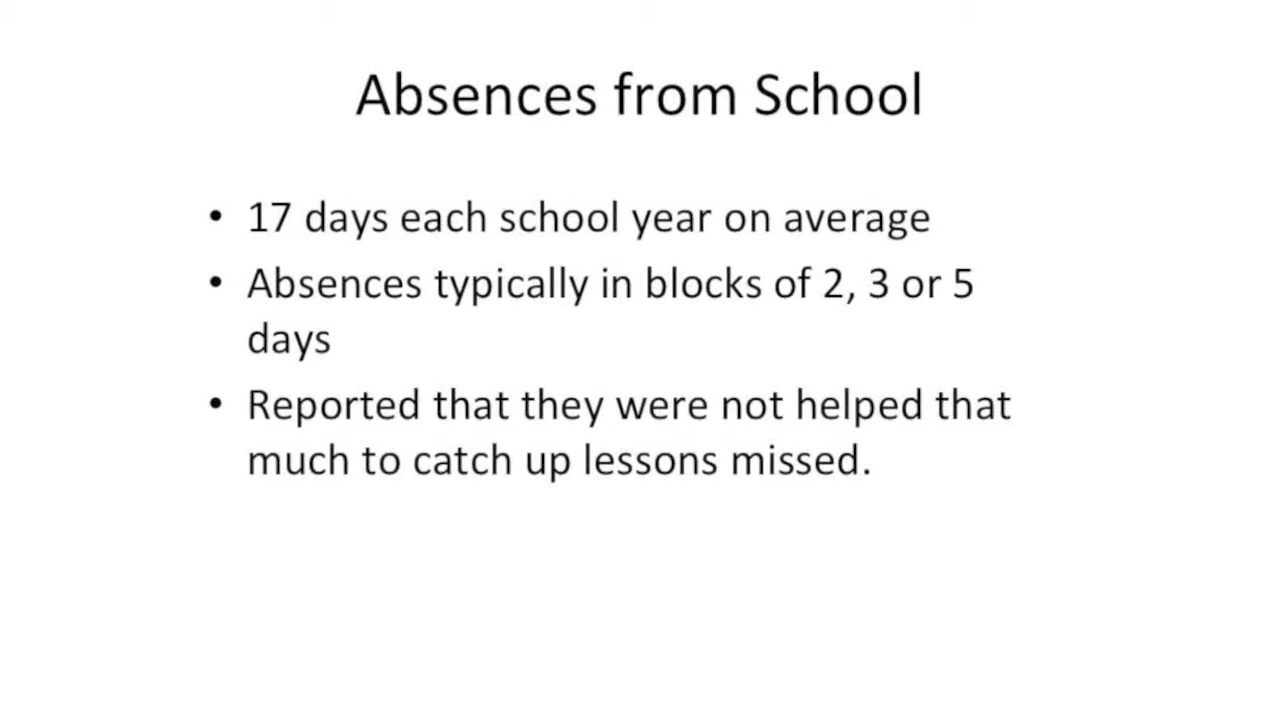 Absences from School
• 17 days each school year on average
• Absences typically in blocks of 2, 3 or 5
days
• Reported that they were not helped that
much to catch up lessons missed.